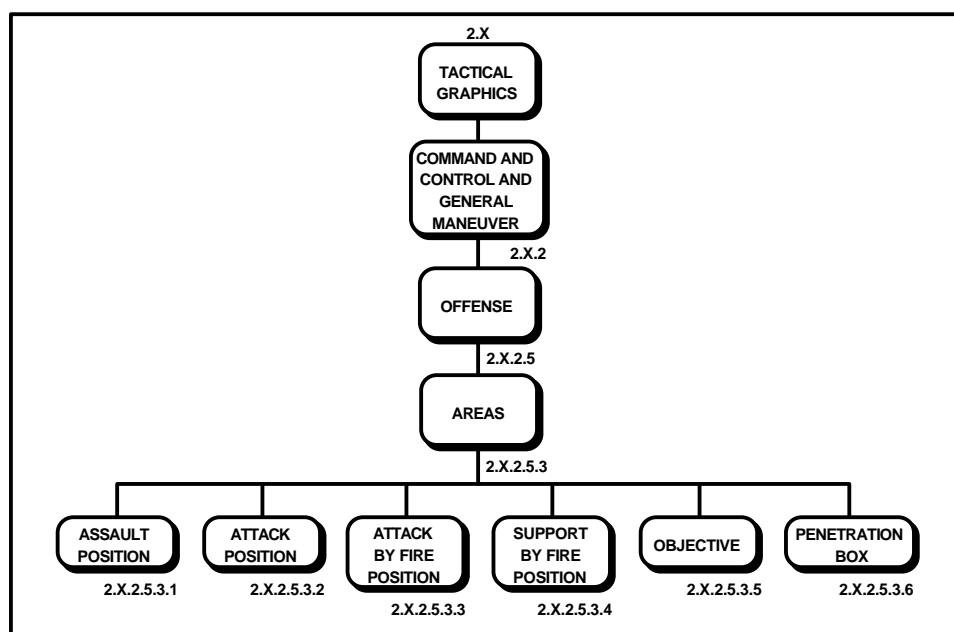 2.X
TACTICAL
GRAPHICS
COMMAND AND
CONTROL AND
GENERAL
MANEUVER
2.X.2
OFFENSE
2.X.2.5
AREAS
2.X.2.5.3
ASSAULT
POSITION
2.X.2.5.3.1
ATTACK
POSITION
2.X.2.5.3.2
ATTACK
BY FIRE
POSITION
2.X.2.5.3.3
SUPPORT
BY FIRE
POSITION
2.X.2.5.3.4
OBJECTIVE
2.X.2.5.3.5
PENETRATION
BOX
2.X.2.5.3.6